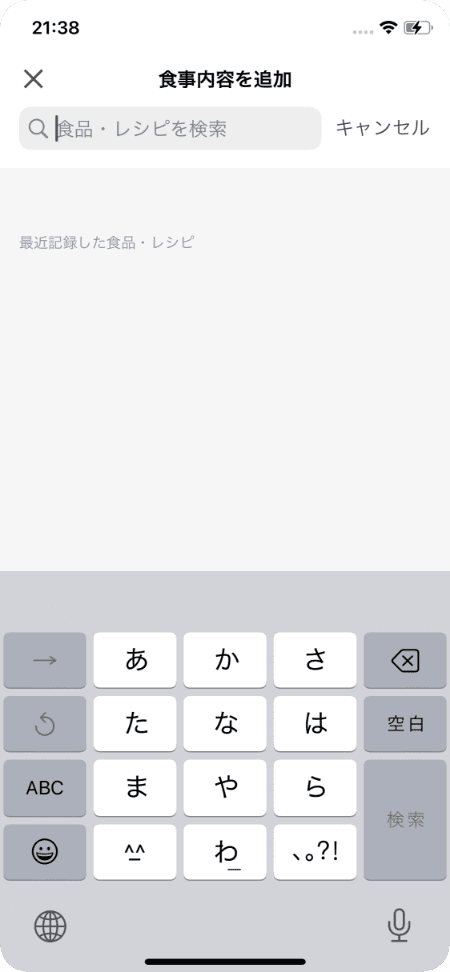 21:38
食事内容を追加
食品・レシピを検索 キャンセル
最近記録した食品・レシピ
→ あ か さ
た な は 空白
ABC ま や ら 検索
^_^ わ_ 、。?!